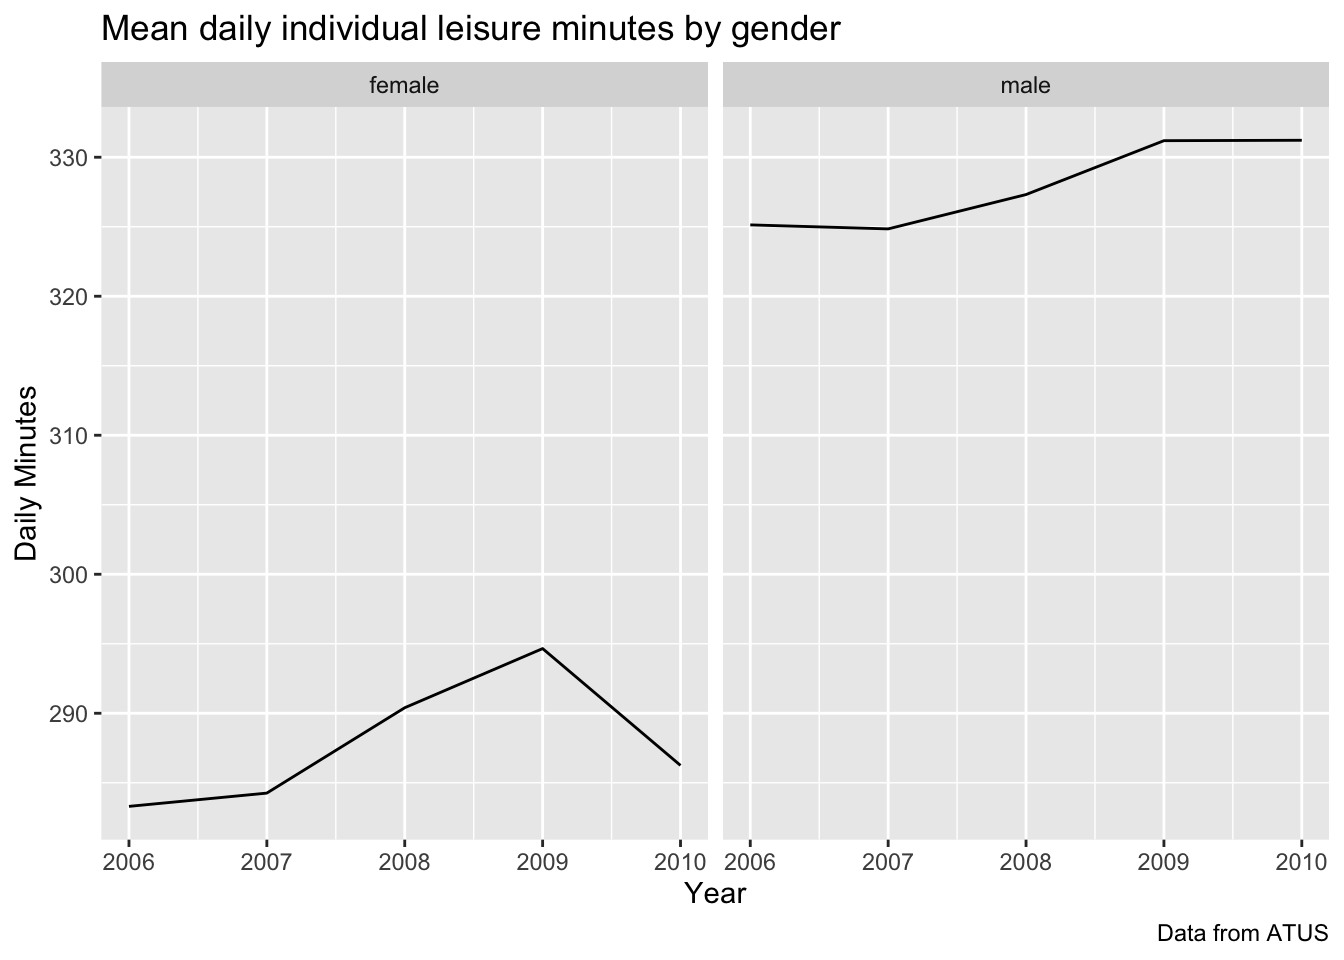 Mean daily individual leisure minutes by gender
female
male
330
320
310
300
290
Daily Minutes
2006 2007 2008 2009 2010
2006 2007 2008 2009 2010
Year
Data from ATUS